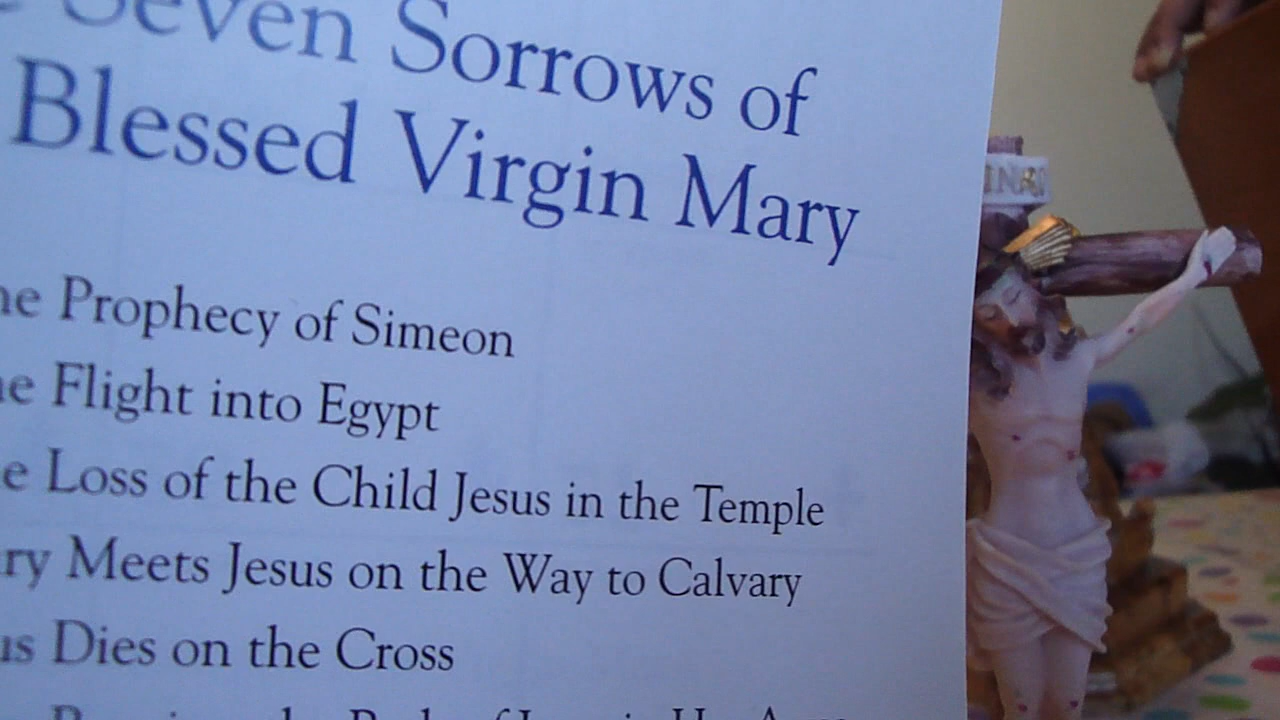 Seven Sorrows of
Blessed Virgin Mary
he Prophecy of Simeon
he Flight into Egypt
e Loss of the Child Jesus in the Temple
ry Meets Jesus on the Way to Calvary
us Dies on the Cross
INRI